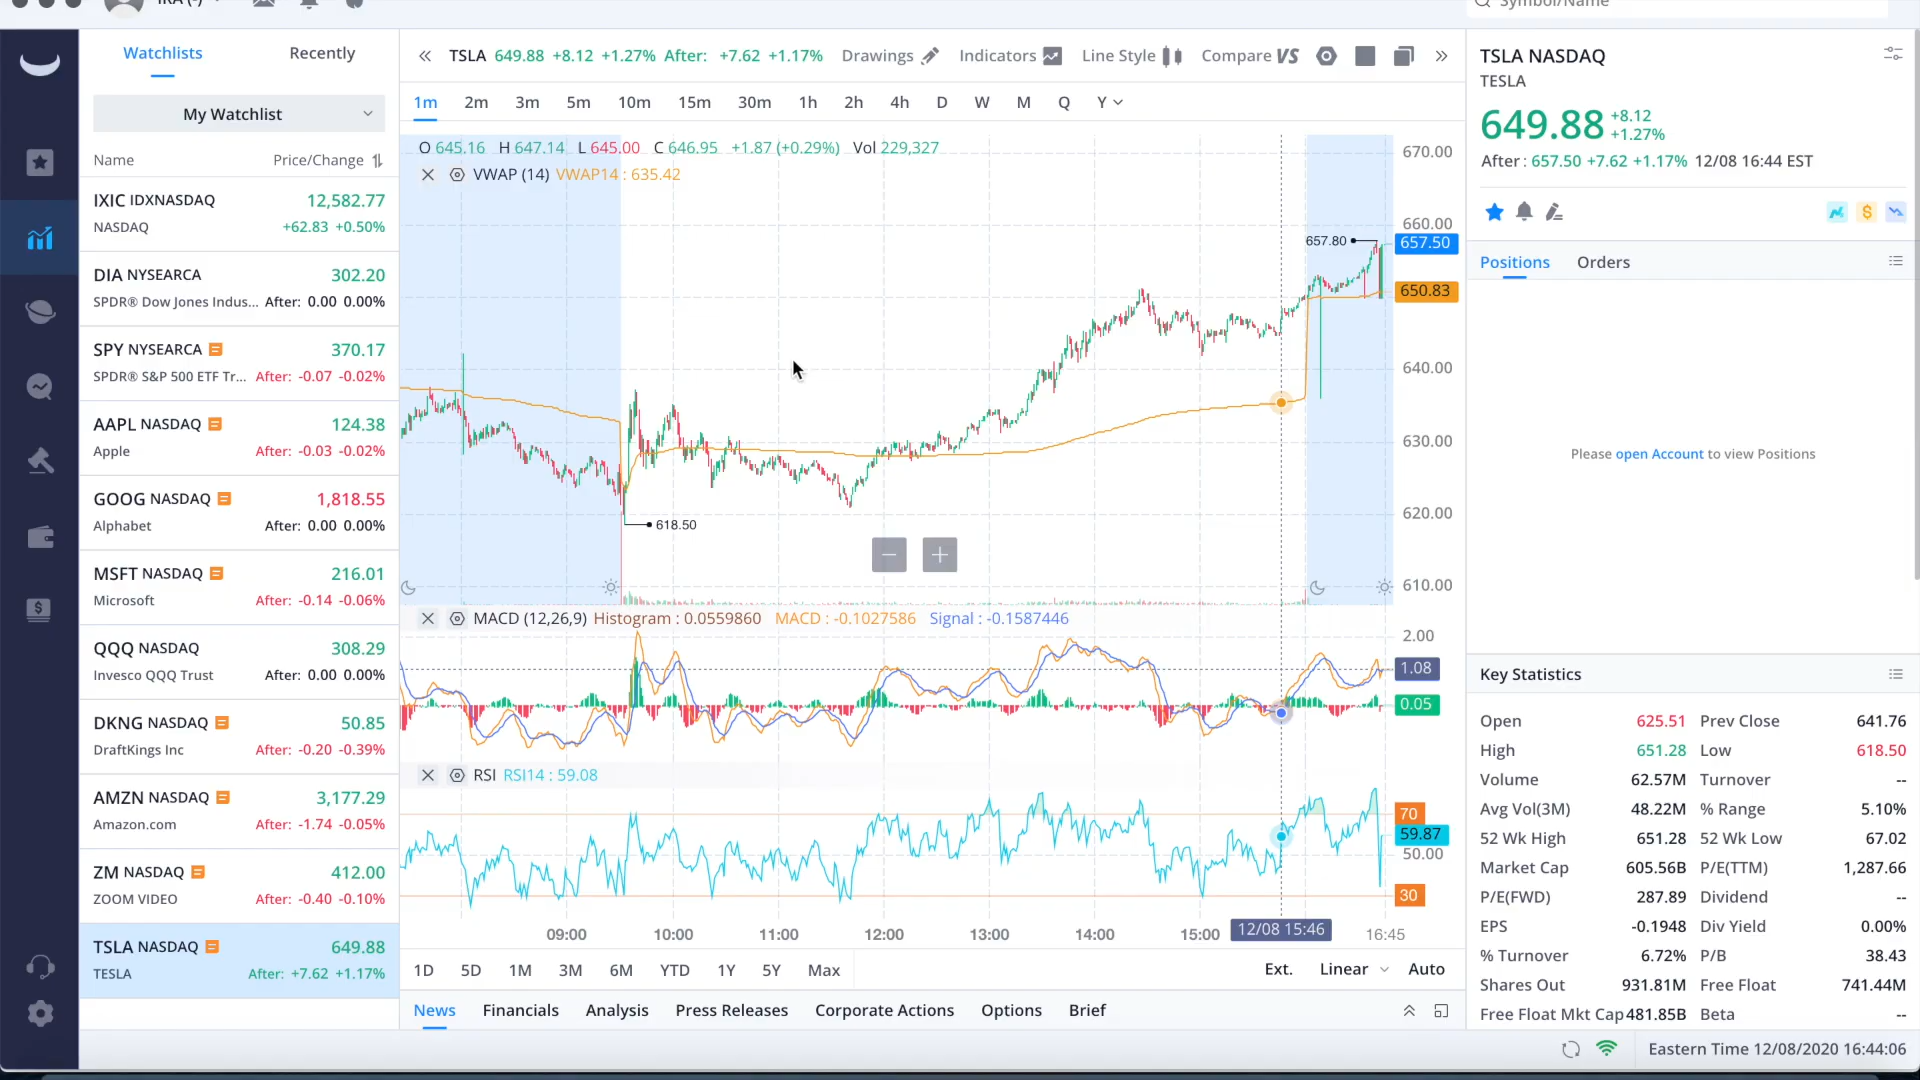 IRA (-)
Symbol/Name
Watchlists
Recently
My Watchlist
Name Price/Change
IXIC IDXNASDAQ 12,582.77
NASDAQ +62.83 +0.50%
DIA NYSEARCA 302.20
SPDR® Dow Jones Indus... After: 0.00 0.00%
SPY NYSEARCA 370.17
SPDR® S&P 500 ETF Tr... After: -0.07 -0.02%
AAPL NASDAQ 124.38
Apple After: -0.03 -0.02%
GOOG NASDAQ 1,818.55
Alphabet After: 0.00 0.00%
MSFT NASDAQ 216.01
Microsoft After: -0.14 -0.06%
QQQ NASDAQ 308.29
Invesco QQQ Trust After: 0.00 0.00%
DKNG NASDAQ 50.85
DraftKings Inc After: -0.20 -0.39%
AMZN NASDAQ 3,177.29
Amazon.com After: -1.74 -0.05%
ZM NASDAQ 412.00
ZOOM VIDEO After: -0.40 -0.10%
TSLA NASDAQ 649.88
TESLA After: +7.62 +1.17%
TSLA 649.88 +8.12 +1.27% After: +7.62 +1.17% Drawings Indicators Line Style Compare VS
1m 2m 3m 5m 10m 15m 30m 1h 2h 4h D W M Q Y
O 645.16 H 647.14 L 645.00 C 646.95 +1.87 (+0.29%) Vol 229,327
VWAP (14) VWAP14 : 635.42
670.00
660.00
657.80
657.50
650.83
640.00
630.00
620.00
618.50
610.00
MACD (12,26,9) Histogram : 0.0559860 MACD : -0.1027586 Signal : -0.1587446
2.00
1.08
0.05
RSI RSI14 : 59.08
70
59.87
50.00
30
09:00 10:00 11:00 12:00 13:00 14:00 15:00 12/08 15:46 16:45
1D 5D 1M 3M 6M YTD 1Y 5Y Max Ext. Linear Auto
News Financials Analysis Press Releases Corporate Actions Options Brief
TSLA NASDAQ
TESLA
649.88 +8.12
+1.27%
After : 657.50 +7.62 +1.17% 12/08 16:44 EST
Positions Orders
Please open Account to view Positions
Key Statistics
Open 625.51 Prev Close 641.76
High 651.28 Low 618.50
Volume 62.57M Turnover --
Avg Vol(3M) 48.22M % Range 5.10%
52 Wk High 651.28 52 Wk Low 67.02
Market Cap 605.56B P/E(TTM) 1,287.66
P/E(FWD) 287.89 Dividend --
EPS -0.1948 Div Yield 0.00%
% Turnover 6.72% P/B 38.43
Shares Out 931.81M Free Float 741.44M
Free Float Mkt Cap 481.85B Beta --
Eastern Time 12/08/2020 16:44:06